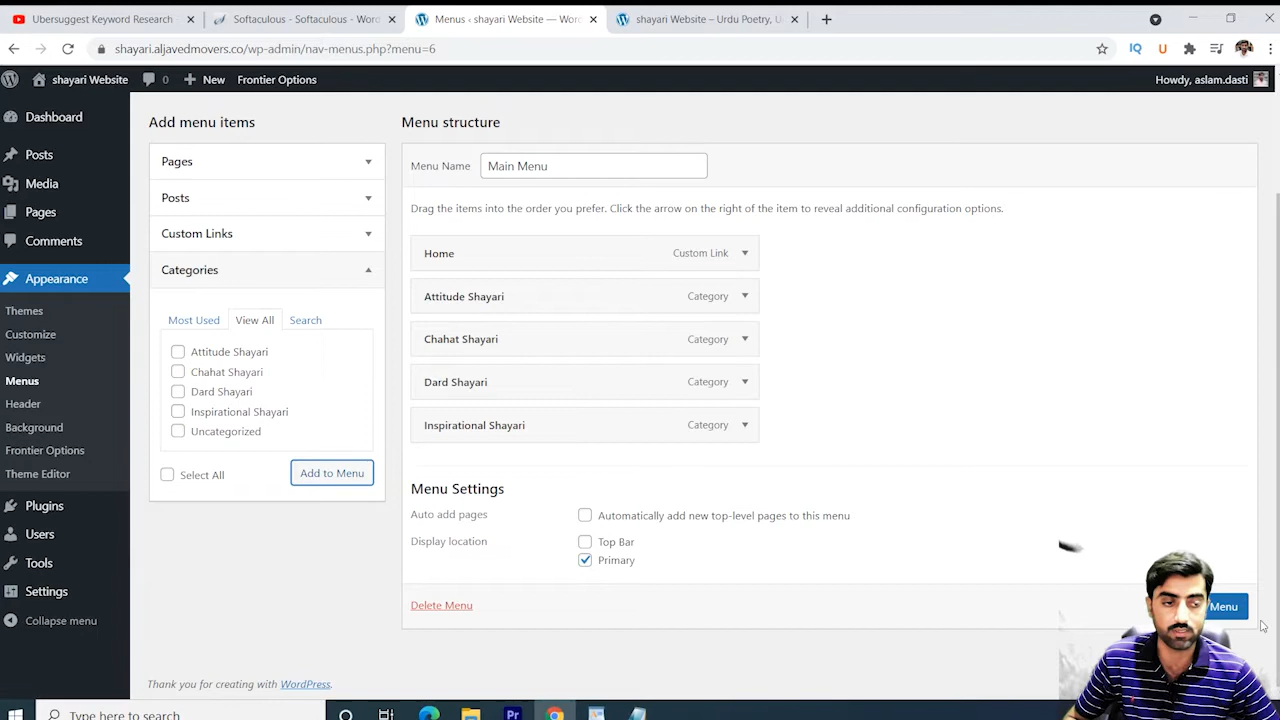 Ubersuggest Keyword Research
Softaculous - Softaculous - Wor
Menus ‹ shayari Website — Wor
shayari Website – Urdu Poetry, U
shayari.aljavedmovers.co/wp-admin/nav-menus.php?menu=6
IQ
U
shayari Website
0
New
Frontier Options
Howdy, aslam.dasti
Dashboard
Posts
Media
Pages
Comments
Appearance
Themes
Customize
Widgets
Menus
Header
Background
Frontier Options
Theme Editor
Plugins
Users
Tools
Settings
Collapse menu
Add menu items
Pages
Posts
Custom Links
Categories
Most Used
View All
Search
Attitude Shayari
Chahat Shayari
Dard Shayari
Inspirational Shayari
Uncategorized
Select All
Add to Menu
Menu structure
Menu Name
Main Menu
Drag the items into the order you prefer. Click the arrow on the right of the item to reveal additional configuration options.
Home Custom Link
Attitude Shayari Category
Chahat Shayari Category
Dard Shayari Category
Inspirational Shayari Category
Menu Settings
Auto add pages
Automatically add new top-level pages to this menu
Display location
Top Bar
Primary
Delete Menu
Menu
Thank you for creating with WordPress.
Type here to search
Pr